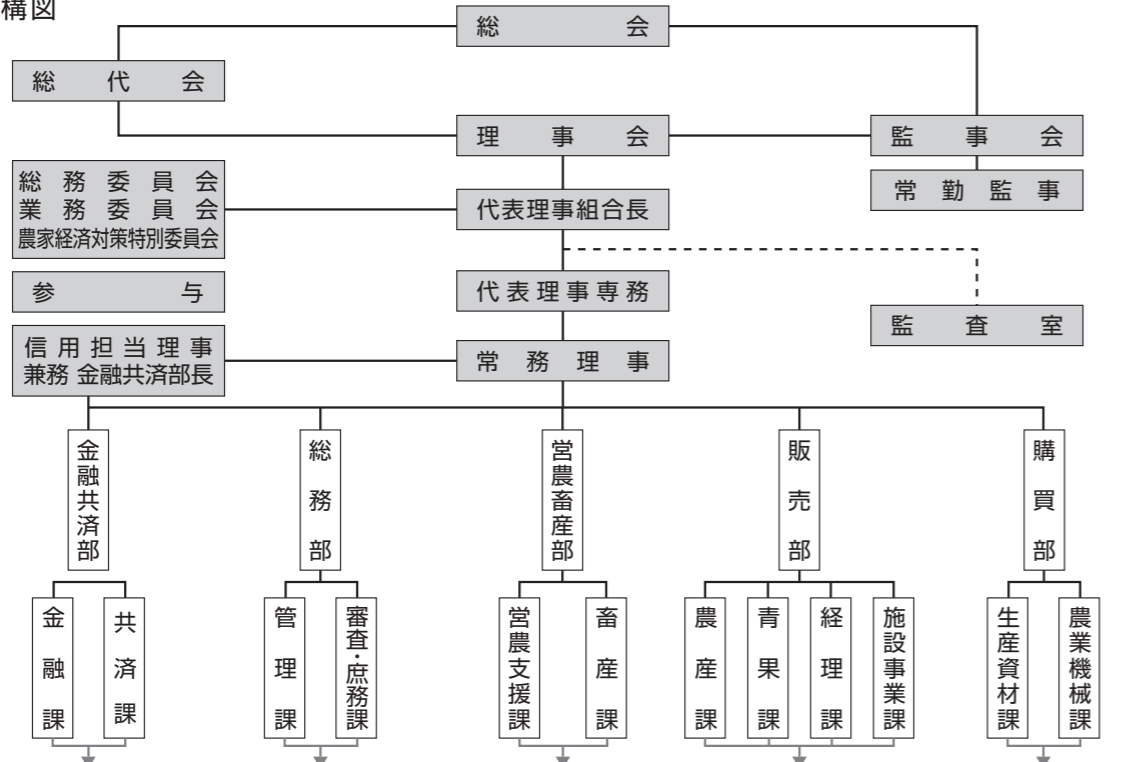 構図
総会
総代会
理事会
監事会
常勤監事
総務委員会
業務委員会
農家経済対策特別委員会
代表理事組合長
参与
代表理事専務
監査室
信用担当理事
兼務 金融共済部長
常務理事
金融共済部
総務部
営農畜産部
販売部
購買部
金融課
共済課
管理課
審査・庶務課
営農支援課
畜産課
農産課
青果課
経理課
施設事業課
生産資材課
農業機械課